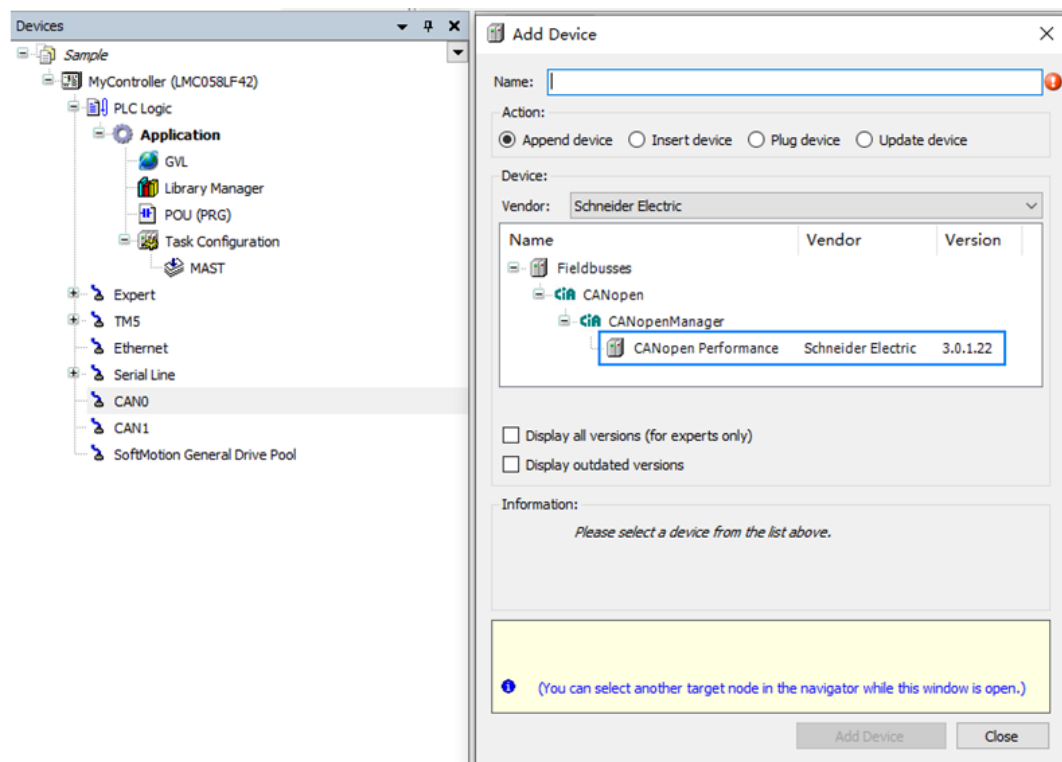 Devices
Sample
MyController (LMC058LF42)
PLC Logic
Application
GVL
Library Manager
POU (PRG)
Task Configuration
MAST
Expert
TM5
Ethernet
Serial Line
CAN0
CAN1
SoftMotion General Drive Pool
Add Device
Name:
Action:
Append device Insert device Plug device Update device
Device:
Vendor: Schneider Electric
Name Vendor Version
Fieldbusses
CiA CANopen
CiA CANopenManager
CANopen Performance Schneider Electric 3.0.1.22
Display all versions (for experts only)
Display outdated versions
Information:
Please select a device from the list above.
(You can select another target node in the navigator while this window is open.)
Add Device Close